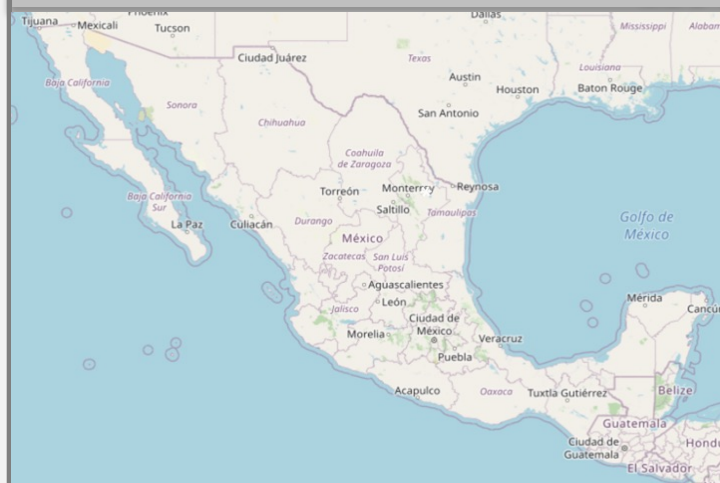 Phoenix
Dallas
Tijuana
Mexicali
Tucson
Mississippi
Ciudad Juárez
Texas
Louisiana
Austin
Baja California
Houston
Baton Rouge
Sonora
San Antonio
Chihuahua
Coahuila
de Zaragoza
Torreón
Monterrey
Reynosa
Baja California
Sur
Saltillo
Tamaulipas
La Paz
Culiacán
Durango
Golfo de
México
México
Zacatecas
San Luis
Potosí
Aguascalientes
León
Mérida
Jalisco
Ciudad de
México
Morelia
Veracruz
Puebla
Acapulco
Oaxaca
Tuxtla Gutiérrez
Belize
Guatemala
Ciudad de
Guatemala
El Salvador